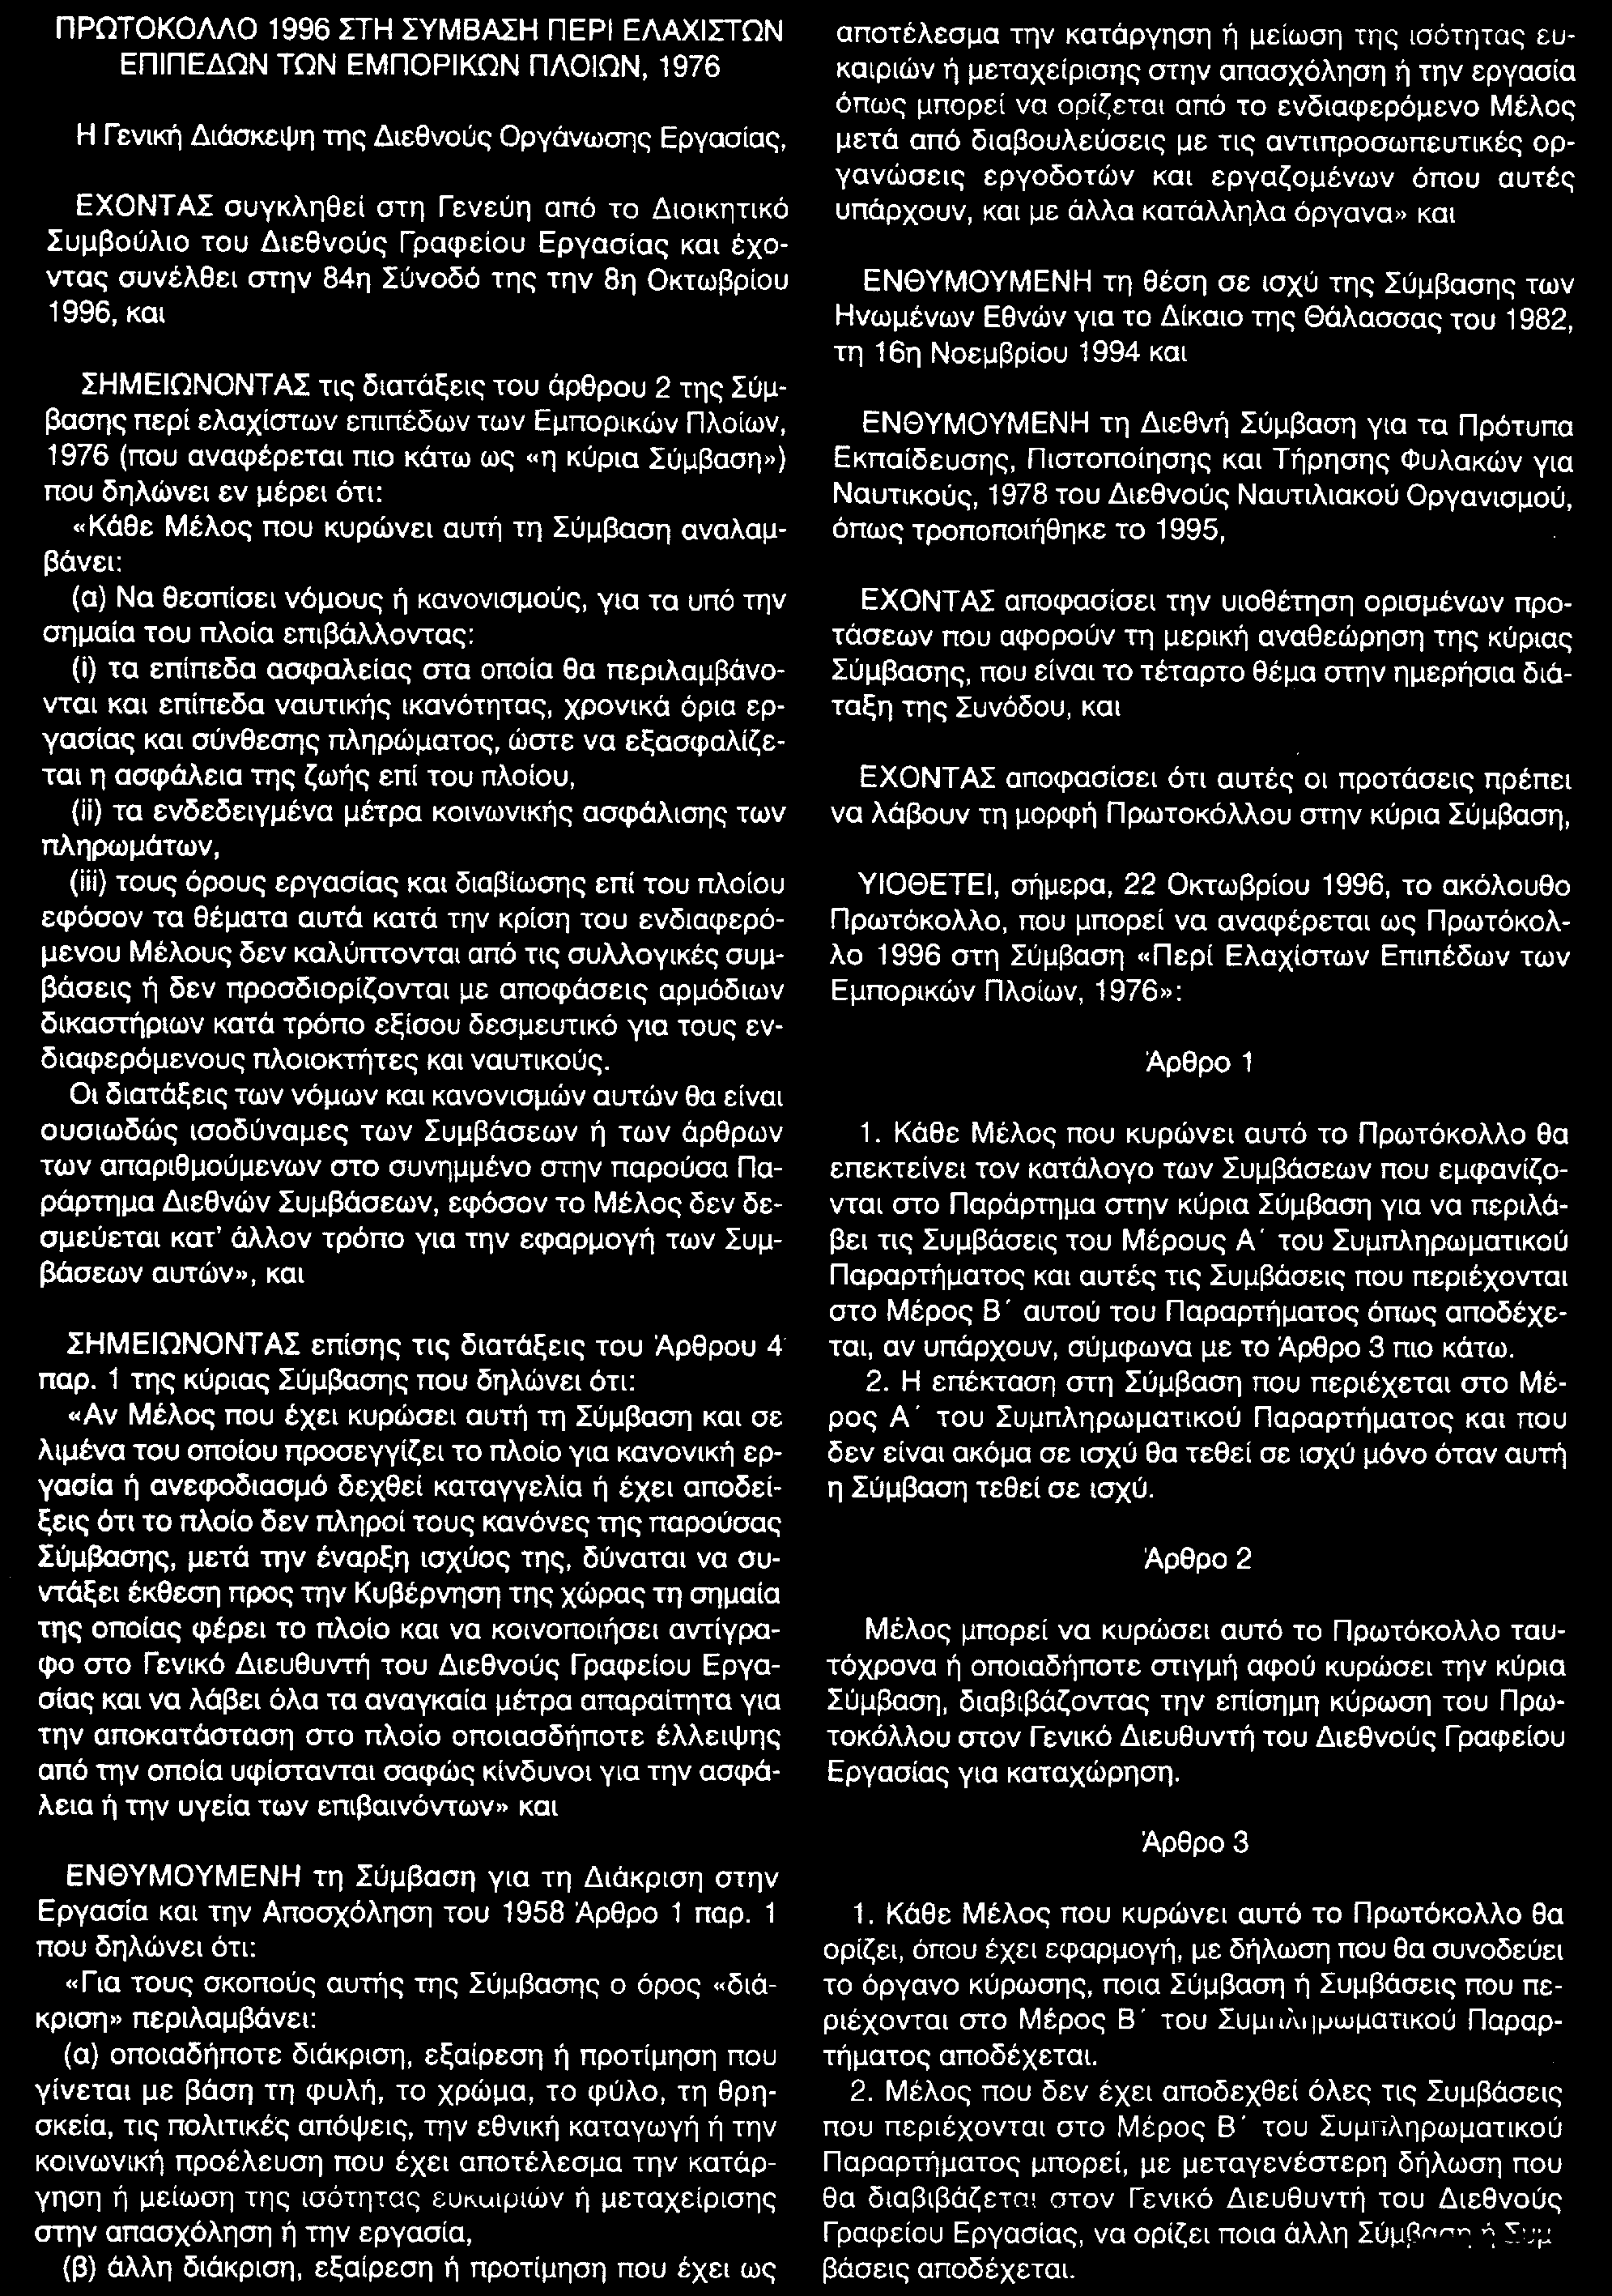 ΠΡΩΤΟΚΟΛΛΟ 1996 ΣΤΗ ΣΥΜΒΑΣΗ ΠΕΡΙ ΕΛΑΧΙΣΤΩΝ
ΕΠΙΠΕΔΩΝ ΤΩΝ ΕΜΠΟΡΙΚΩΝ ΠΛΟΙΩΝ, 1976
Η Γενική Διάσκεψη της Διεθνούς Οργάνωσης Εργασίας,
ΕΧΟΝΤΑΣ συγκληθεί στη Γενεύη από το Διοικητικό
Συμβούλιο του Διεθνούς Γραφείου Εργασίας και έχο-
ντας συνέλθει στην 84η Σύνοδό της την 8η Οκτωβρίου
1996, και
ΣΗΜΕΙΩΝΟΝΤΑΣ τις διατάξεις του άρθρου 2 της Σύμ-
βασης περί ελαχίστων επιπέδων των Εμπορικών Πλοίων,
1976 (που αναφέρεται πιο κάτω ως «η κύρια Σύμβαση»)
που δηλώνει εν μέρει ότι:
«Κάθε Μέλος που κυρώνει αυτή τη Σύμβαση αναλαμ-
βάνει:
(α) Να θεσπίσει νόμους ή κανονισμούς, για τα υπό την
σημαία του πλοία επιβάλλοντας:
(i) τα επίπεδα ασφαλείας στα οποία θα περιλαμβάνο-
νται και επίπεδα ναυτικής ικανότητας, χρονικά όρια ερ-
γασίας και σύνθεσης πληρώματος, ώστε να εξασφαλίζε-
ται η ασφάλεια της ζωής επί του πλοίου,
(ii) τα ενδεδειγμένα μέτρα κοινωνικής ασφάλισης των
πληρωμάτων,
(iii) τους όρους εργασίας και διαβίωσης επί του πλοίου
εφόσον τα θέματα αυτά κατά την κρίση του ενδιαφερό-
μενου Μέλους δεν καλύπτονται από τις συλλογικές συμ-
βάσεις ή δεν προσδιορίζονται με αποφάσεις αρμόδιων
δικαστήριων κατά τρόπο εξίσου δεσμευτικό για τους εν-
διαφερόμενους πλοιοκτήτες και ναυτικούς.
Οι διατάξεις των νόμων και κανονισμών αυτών θα είναι
ουσιωδώς ισοδύναμες των Συμβάσεων ή των άρθρων
των απαριθμούμενων στο συνημμένο στην παρούσα Πα-
ράρτημα Διεθνών Συμβάσεων, εφόσον το Μέλος δεν δε-
σμεύεται κατ' άλλον τρόπο για την εφαρμογή των Συμ-
βάσεων αυτών», και
ΣΗΜΕΙΩΝΟΝΤΑΣ επίσης τις διατάξεις του Άρθρου 4
παρ. 1 της κύριας Σύμβασης που δηλώνει ότι:
«Αν Μέλος που έχει κυρώσει αυτή τη Σύμβαση και σε
λιμένα του οποίου προσεγγίζει το πλοίο για κανονική ερ-
γασία ή ανεφοδιασμό δεχθεί καταγγελία ή έχει αποδεί-
ξεις ότι το πλοίο δεν πληροί τους κανόνες της παρούσας
Σύμβασης, μετά την έναρξη ισχύος της, δύναται να συ-
ντάξει έκθεση προς την Κυβέρνηση της χώρας τη σημαία
της οποίας φέρει το πλοίο και να κοινοποιήσει αντίγρα-
φο στο Γενικό Διευθυντή του Διεθνούς Γραφείου Εργα-
σίας και να λάβει όλα τα αναγκαία μέτρα απαραίτητα για
την αποκατάσταση στο πλοίο οποιασδήποτε έλλειψης
από την οποία υφίστανται σαφώς κίνδυνοι για την ασφά-
λεια ή την υγεία των επιβαινόντων» και
ΕΝΘΥΜΟΥΜΕΝΗ τη Σύμβαση για τη Διάκριση στην
Εργασία και την Αποσχόληση του 1958 Άρθρο 1 παρ. 1
που δηλώνει ότι:
«Για τους σκοπούς αυτής της Σύμβασης ο όρος «διά-
κριση» περιλαμβάνει:
(α) οποιαδήποτε διάκριση, εξαίρεση ή προτίμηση που
γίνεται με βάση τη φυλή, το χρώμα, το φύλο, τη θρη-
σκεία, τις πολιτικές απόψεις, την εθνική καταγωγή ή την
κοινωνική προέλευση που έχει αποτέλεσμα την κατάρ-
γηση ή μείωση της ισότητας ευκαιριών ή μεταχείρισης
στην απασχόληση ή την εργασία,
(β) άλλη διάκριση, εξαίρεση ή προτίμηση που έχει ως
αποτέλεσμα την κατάργηση ή μείωση της ισότητας ευ-
καιριών ή μεταχείρισης στην απασχόληση ή την εργασία
όπως μπορεί να ορίζεται από το ενδιαφερόμενο Μέλος
μετά από διαβουλεύσεις με τις αντιπροσωπευτικές ορ-
γανώσεις εργοδοτών και εργαζομένων όπου αυτές
υπάρχουν, και με άλλα κατάλληλα όργανα» και
ΕΝΘΥΜΟΥΜΕΝΗ τη θέση σε ισχύ της Σύμβασης των
Ηνωμένων Εθνών για το Δίκαιο της Θάλασσας του 1982,
τη 16η Νοεμβρίου 1994 και
ΕΝΘΥΜΟΥΜΕΝΗ τη Διεθνή Σύμβαση για τα Πρότυπα
Εκπαίδευσης, Πιστοποίησης και Τήρησης Φυλακών για
Ναυτικούς, 1978 του Διεθνούς Ναυτιλιακού Οργανισμού,
όπως τροποποιήθηκε το 1995,
ΕΧΟΝΤΑΣ αποφασίσει την υιοθέτηση ορισμένων προ-
τάσεων που αφορούν τη μερική αναθεώρηση της κύριας
Σύμβασης, που είναι το τέταρτο θέμα στην ημερήσια διά-
ταξη της Συνόδου, και
ΕΧΟΝΤΑΣ αποφασίσει ότι αυτές οι προτάσεις πρέπει
να λάβουν τη μορφή Πρωτοκόλλου στην κύρια Σύμβαση,
ΥΙΟΘΕΤΕΙ, σήμερα, 22 Οκτωβρίου 1996, το ακόλουθο
Πρωτόκολλο, που μπορεί να αναφέρεται ως Πρωτόκολ-
λο 1996 στη Σύμβαση «Περί Ελαχίστων Επιπέδων των
Εμπορικών Πλοίων, 1976»:
Άρθρο 1
1. Κάθε Μέλος που κυρώνει αυτό το Πρωτόκολλο θα
επεκτείνει τον κατάλογο των Συμβάσεων που εμφανίζο-
νται στο Παράρτημα στην κύρια Σύμβαση για να περιλά-
βει τις Συμβάσεις του Μέρους Α΄ του Συμπληρωματικού
Παραρτήματος και αυτές τις Συμβάσεις που περιέχονται
στο Μέρος Β΄ αυτού του Παραρτήματος όπως αποδέχε-
ται, αν υπάρχουν, σύμφωνα με το Άρθρο 3 πιο κάτω.
2. Η επέκταση στη Σύμβαση που περιέχεται στο Μέ-
ρος Α΄ του Συμπληρωματικού Παραρτήματος και που
δεν είναι ακόμα σε ισχύ θα τεθεί σε ισχύ μόνο όταν αυτή
η Σύμβαση τεθεί σε ισχύ.
Άρθρο 2
Μέλος μπορεί να κυρώσει αυτό το Πρωτόκολλο ταυ-
τόχρονα ή οποιαδήποτε στιγμή αφού κυρώσει την κύρια
Σύμβαση, διαβιβάζοντας την επίσημη κύρωση του Πρω-
τοκόλλου στον Γενικό Διευθυντή του Διεθνούς Γραφείου
Εργασίας για καταχώρηση.
Άρθρο 3
1. Κάθε Μέλος που κυρώνει αυτό το Πρωτόκολλο θα
ορίζει, όπου έχει εφαρμογή, με δήλωση που θα συνοδεύει
το όργανο κύρωσης, ποια Σύμβαση ή Συμβάσεις που πε-
ριέχονται στο Μέρος Β΄ του Συμπληρωματικού Παραρ-
τήματος αποδέχεται.
2. Μέλος που δεν έχει αποδεχθεί όλες τις Συμβάσεις
που περιέχονται στο Μέρος Β΄ του Συμπληρωματικού
Παραρτήματος μπορεί, με μεταγενέστερη δήλωση που
θα διαβιβάζεται στον Γενικό Διευθυντή του Διεθνούς
Γραφείου Εργασίας, να ορίζει ποια άλλη Σύμβαση ή Συμ
βάσεις αποδέχεται.